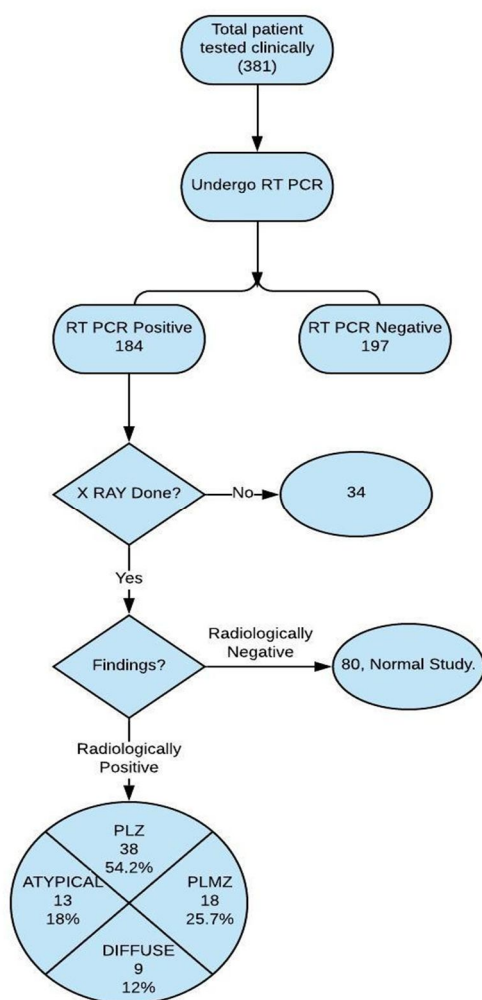 Total patient
tested clinically
(381)
Undergo RT PCR
RT PCR Positive
184
RT PCR Negative
197
X RAY Done?
No
34
Yes
Findings?
Radiologically
Negative
80, Normal Study.
Radiologically
Positive
PLZ
38
54.2%
ATYPICAL
13
18%
PLMZ
18
25.7%
DIFFUSE
9
12%